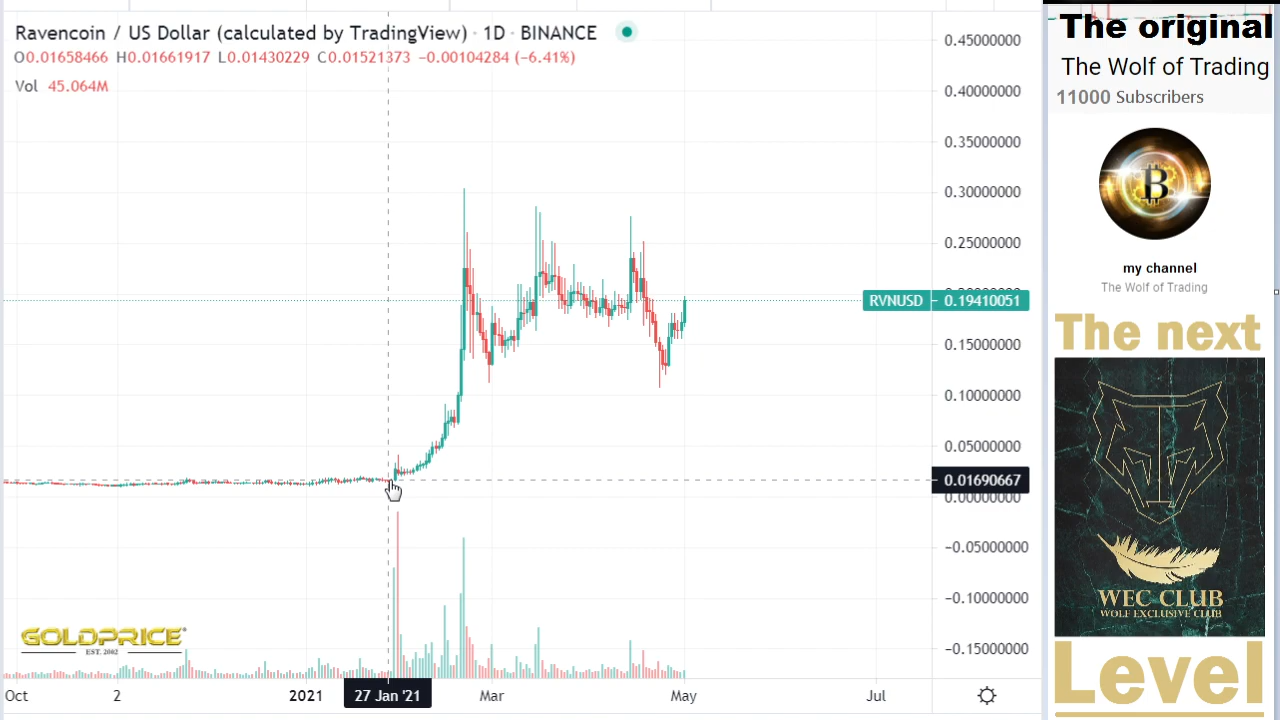 Ravencoin / US Dollar (calculated by TradingView) · 1D · BINANCE
O0.01658466 H0.01661917 L0.01430229 C0.01521373 −0.00104284 (−6.41%)
Vol 45.064M
0.45000000
0.40000000
0.35000000
0.30000000
0.25000000
RVNUSD 0.19410051
0.15000000
0.10000000
0.05000000
0.01690667
0.00000000
−0.05000000
−0.10000000
−0.15000000
GOLDPRICE
EST. 2002
Oct 2 2021 27 Jan '21 Mar May Jul
The original
The Wolf of Trading
11000 Subscribers
B
my channel
The Wolf of Trading
The next
WEC CLUB
WOLF EXCLUSIVE CLUB
Level